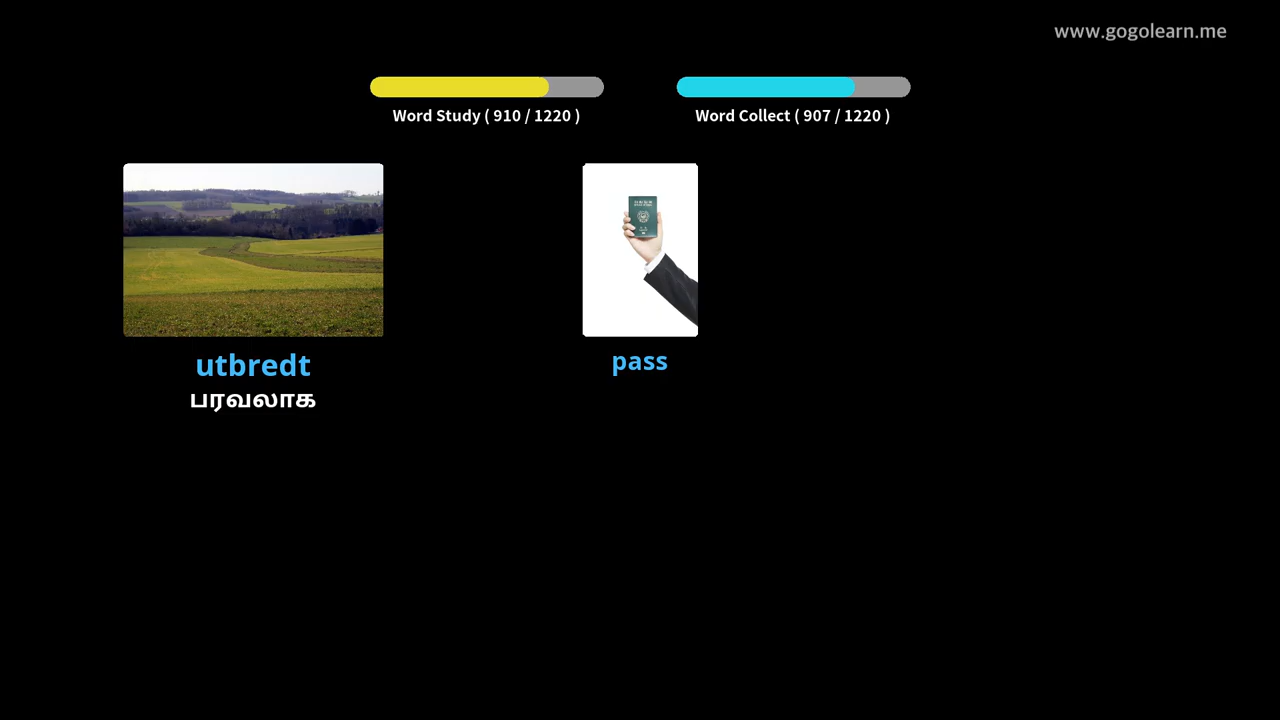 www.gogolearn.me
Word Study ( 910 / 1220 )
Word Collect ( 907 / 1220 )
utbredt
பரவலாக
pass